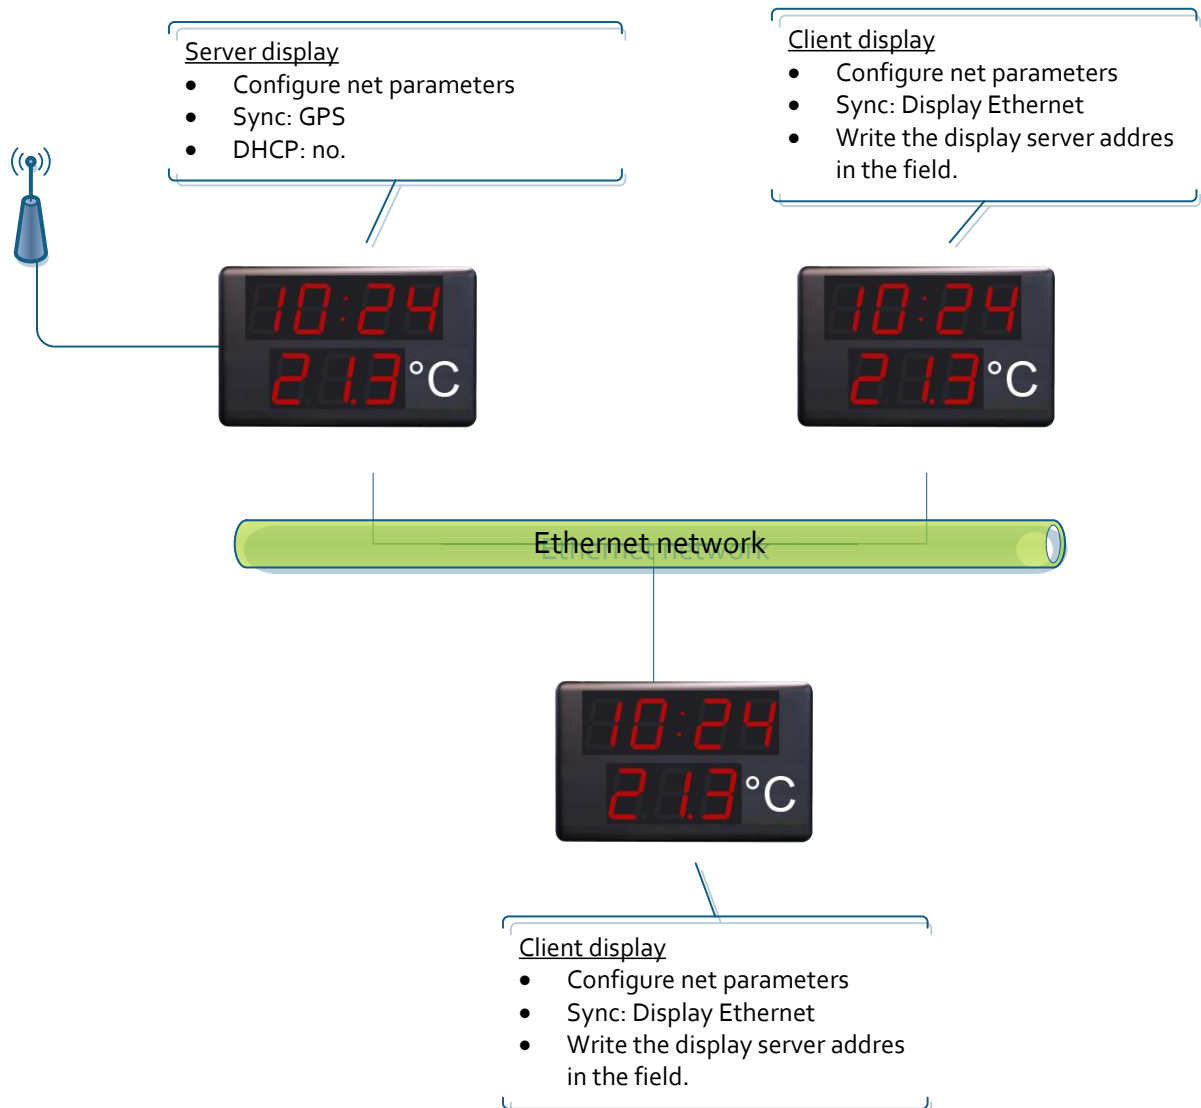 Server display
• Configure net parameters
• Sync: GPS
• DHCP: no.
Client display
• Configure net parameters
• Sync: Display Ethernet
• Write the display server addres
in the field.
10:24
21.3 °C
10:24
21.3 °C
Ethernet network
10:24
21.3 °C
Client display
• Configure net parameters
• Sync: Display Ethernet
• Write the display server addres
in the field.